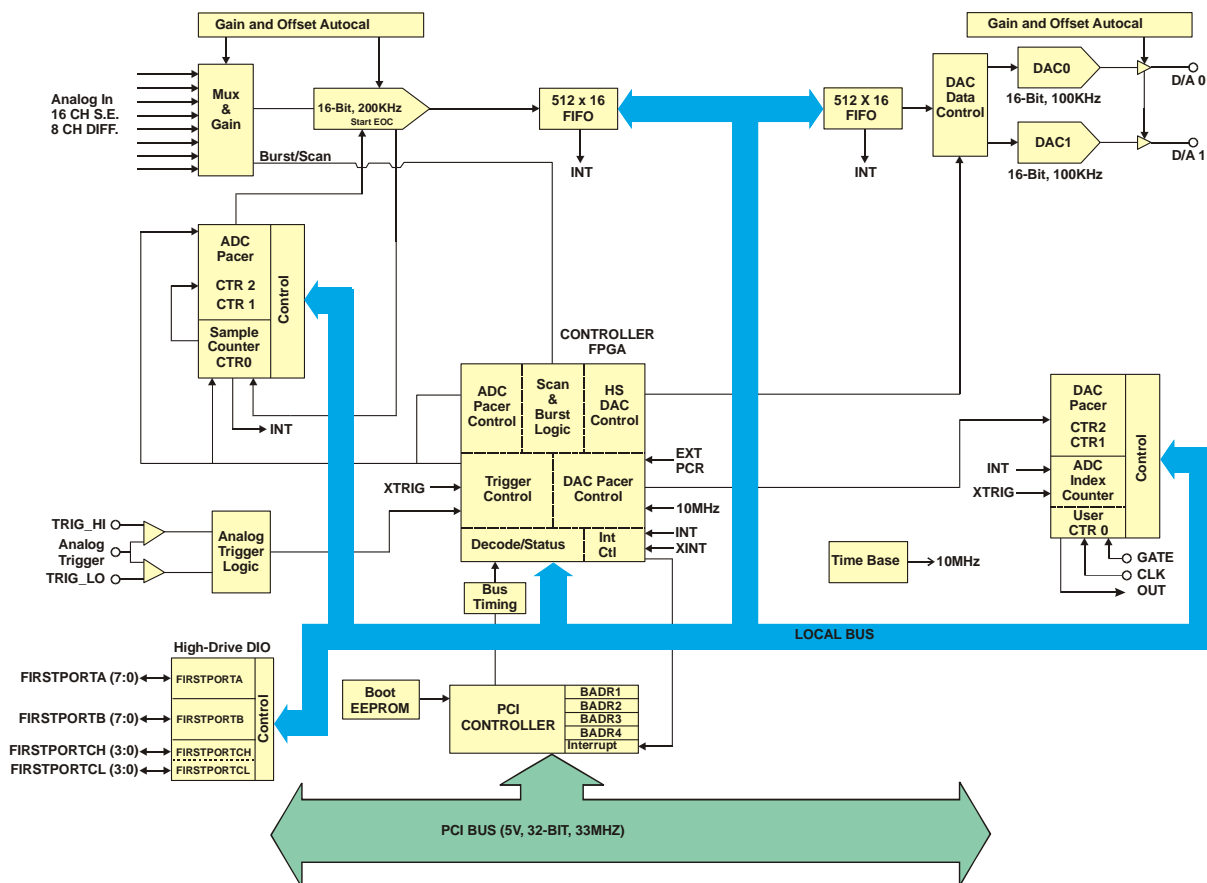 Gain and Offset Autocal
Gain and Offset Autocal
Analog In
16 CH S.E.
8 CH DIFF.
Mux
&
Gain
16-Bit, 200KHz
Start EOC
Burst/Scan
512 x 16
FIFO
INT
512 X 16
FIFO
INT
DAC
Data
Control
DAC0
16-Bit, 100KHz
DAC1
16-Bit, 100KHz
D/A 0
D/A 1
ADC
Pacer
CTR 2
CTR 1
Control
Sample
Counter
CTR0
INT
CONTROLLER
FPGA
ADC
Pacer
Control
Scan
&
Burst
Logic
HS
DAC
Control
Trigger
Control
DAC Pacer
Control
Decode/Status
Int
Ctl
XTRIG
EXT
PCR
10MHz
INT
XINT
DAC
Pacer
CTR2
CTR1
Control
ADC
Index
Counter
User
CTR 0
INT
XTRIG
GATE
CLK
OUT
TRIG_HI
Analog
Trigger
TRIG_LO
Analog
Trigger
Logic
Time Base
10MHz
Bus
Timing
LOCAL BUS
High-Drive DIO
FIRSTPORTA (7:0)
FIRSTPORTA
FIRSTPORTB (7:0)
FIRSTPORTB
FIRSTPORTCH (3:0)
FIRSTPORTCH
FIRSTPORTCL (3:0)
FIRSTPORTCL
Control
Boot
EEPROM
PCI
CONTROLLER
BADR1
BADR2
BADR3
BADR4
Interrupt
PCI BUS (5V, 32-BIT, 33MHZ)